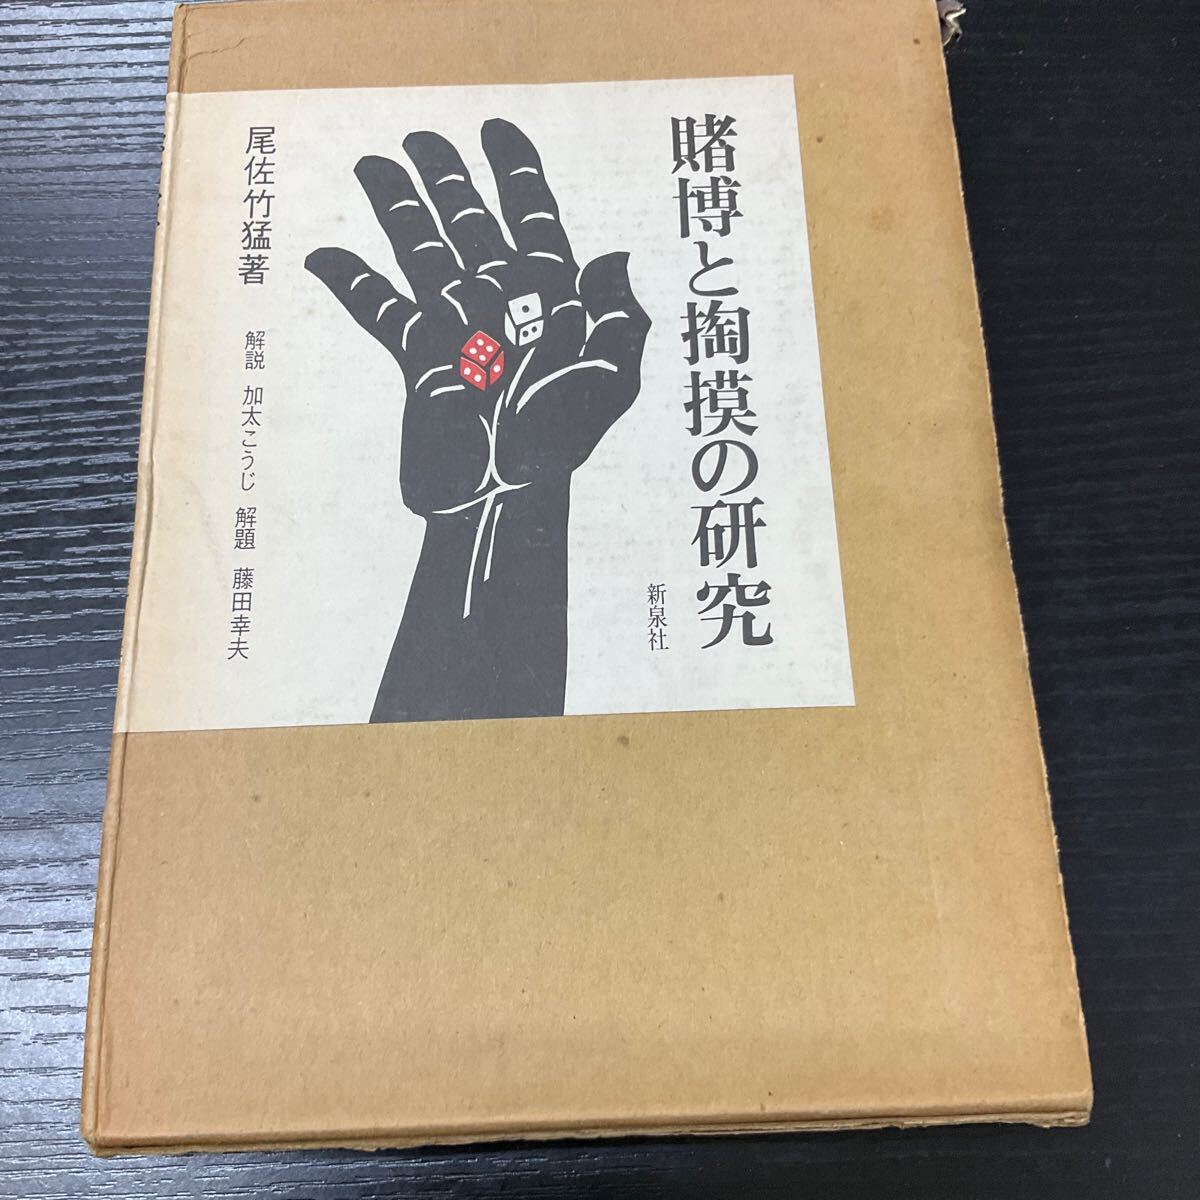 賭博と掏摸の研究
新泉社
尾佐竹猛著
解説 加太こうじ 解題 藤田幸夫